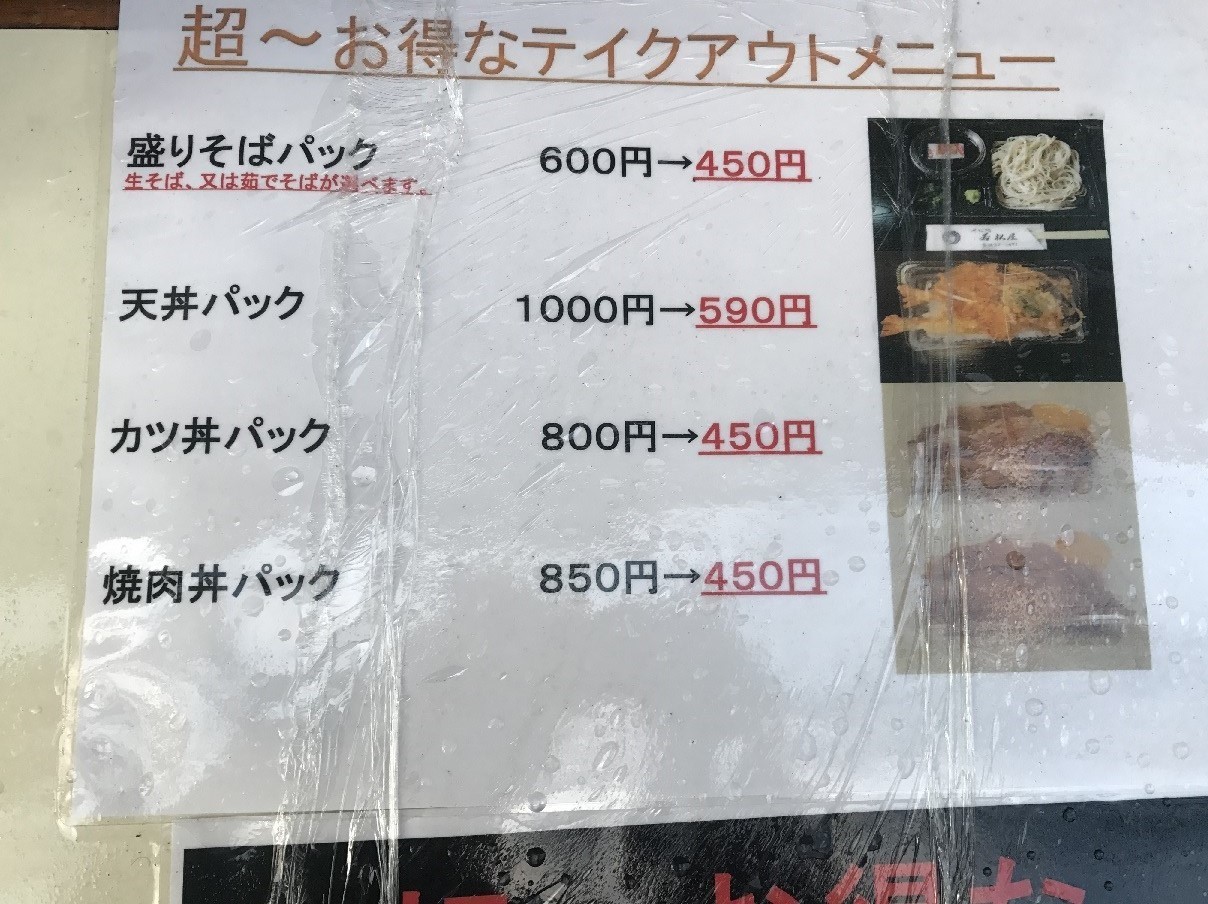 超~お得なテイクアウトメニュー
盛りそばパック 600円→450円
生そば、又は茹でそばが選べます。
天丼パック 1000円→590円
カツ丼パック 800円→450円
焼肉丼パック 850円→450円